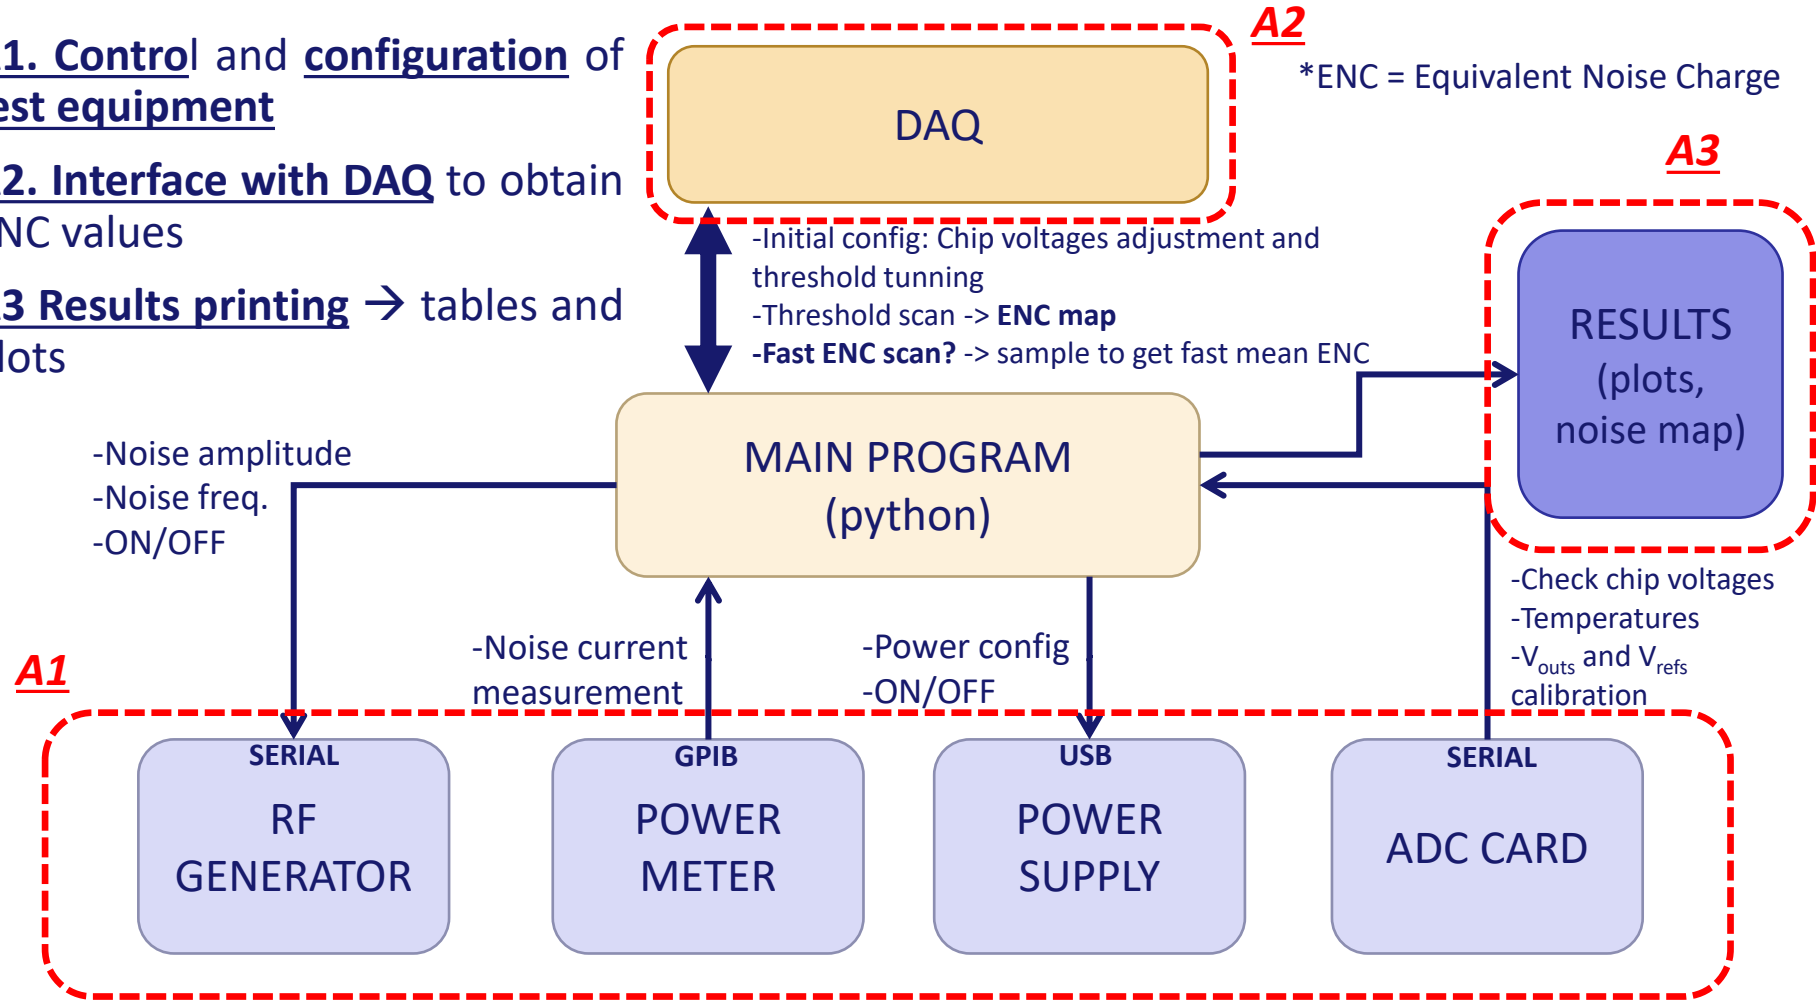 1. Control and configuration of
est equipment
2. Interface with DAQ to obtain
NC values
3 Results printing → tables and
lots
A2
*ENC = Equivalent Noise Charge
DAQ
A3
-Initial config: Chip voltages adjustment and
threshold tunning
-Threshold scan -> ENC map
-Fast ENC scan? -> sample to get fast mean ENC
RESULTS
(plots,
noise map)
MAIN PROGRAM
(python)
-Noise amplitude
-Noise freq.
-ON/OFF
-Check chip voltages
-Temperatures
-Vouts and Vrefs
calibration
-Noise current
measurement
-Power config
-ON/OFF
A1
SERIAL
RF
GENERATOR
GPIB
POWER
METER
USB
POWER
SUPPLY
SERIAL
ADC CARD